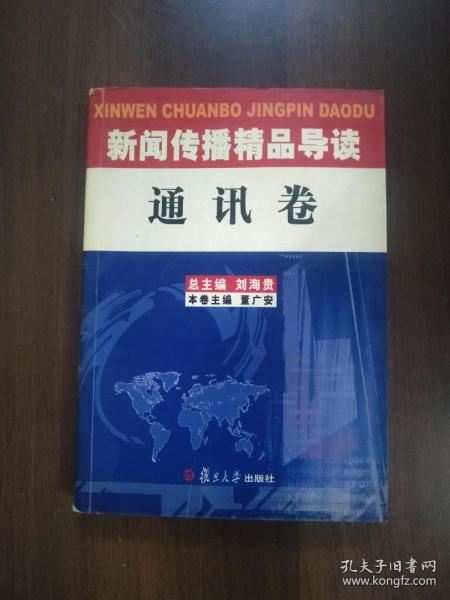 XINWEN CHUANBO JINGPIN DAODU
新闻传播精品导读
通讯卷
总主编 刘海贵
本卷主编 董广安
复旦大学出版社
孔夫子旧书网
www.kongfz.com